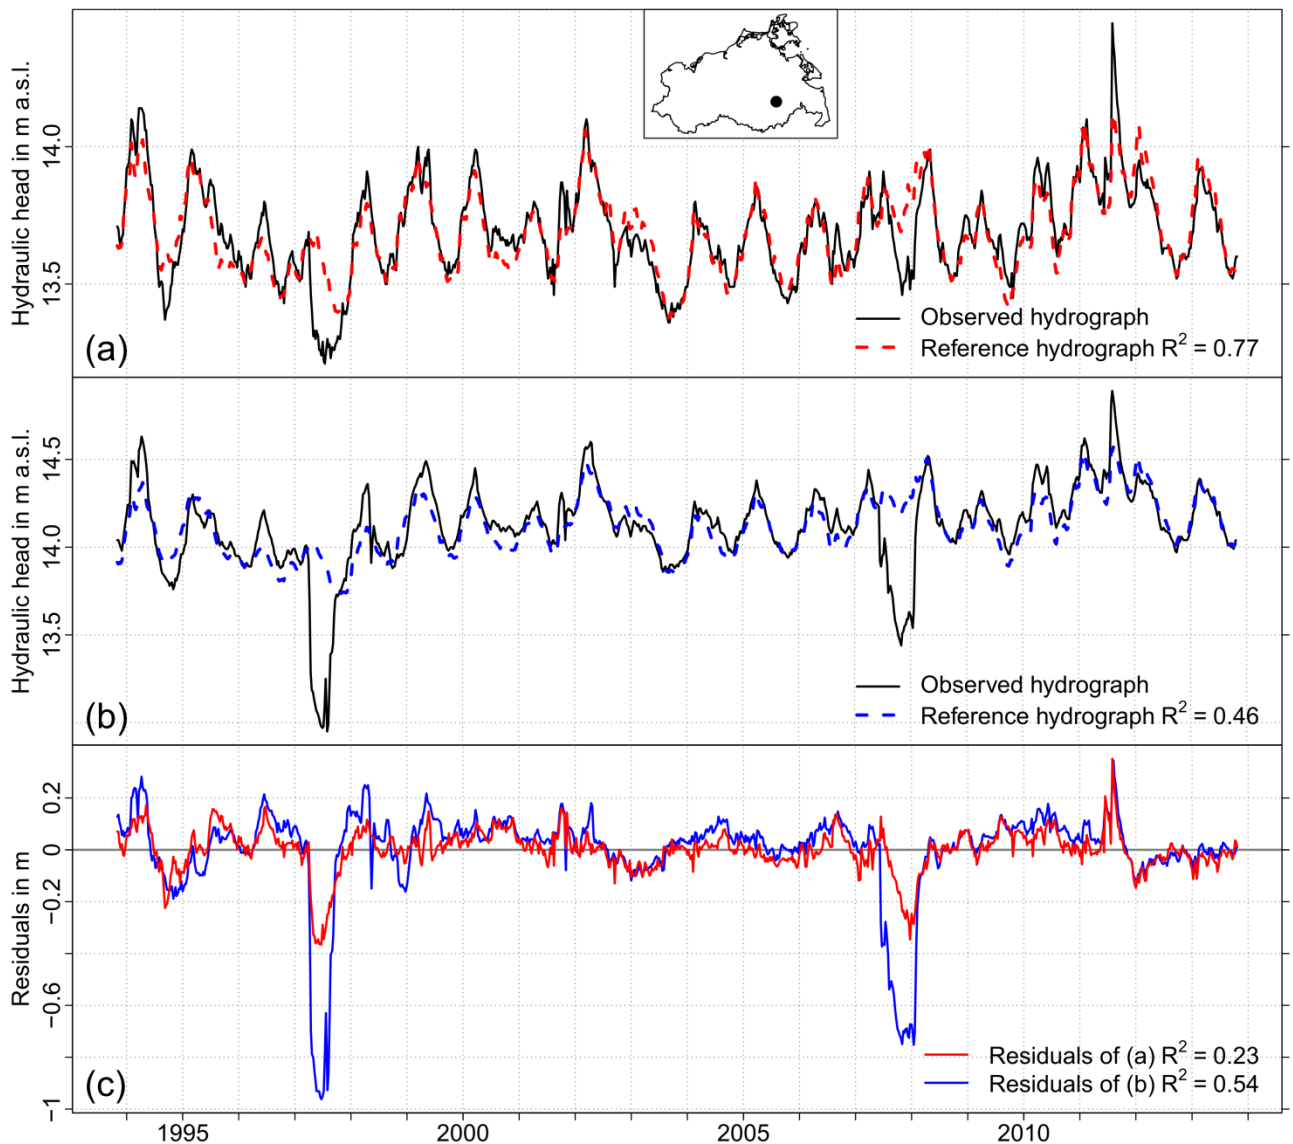 Hydraulic head in m a.s.l.
14.0
13.5
(a)
Observed hydrograph
Reference hydrograph R² = 0.77
Hydraulic head in m a.s.l.
14.5
14.0
13.5
(b)
Observed hydrograph
Reference hydrograph R² = 0.46
Residuals in m
0.2
0
−0.2
−0.6
−1
(c)
Residuals of (a) R² = 0.23
Residuals of (b) R² = 0.54
1995 2000 2005 2010